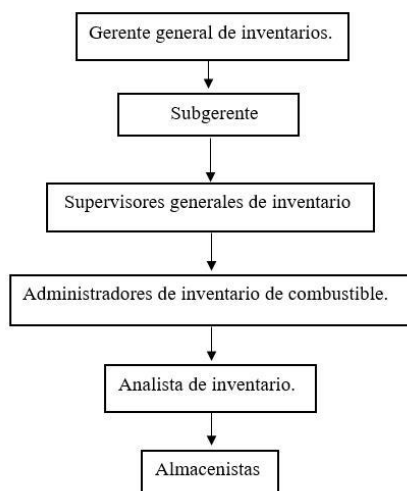 Gerente general de inventarios.
Subgerente
Supervisores generales de inventario
Administradores de inventario de combustible.
Analista de inventario.
Almacenistas